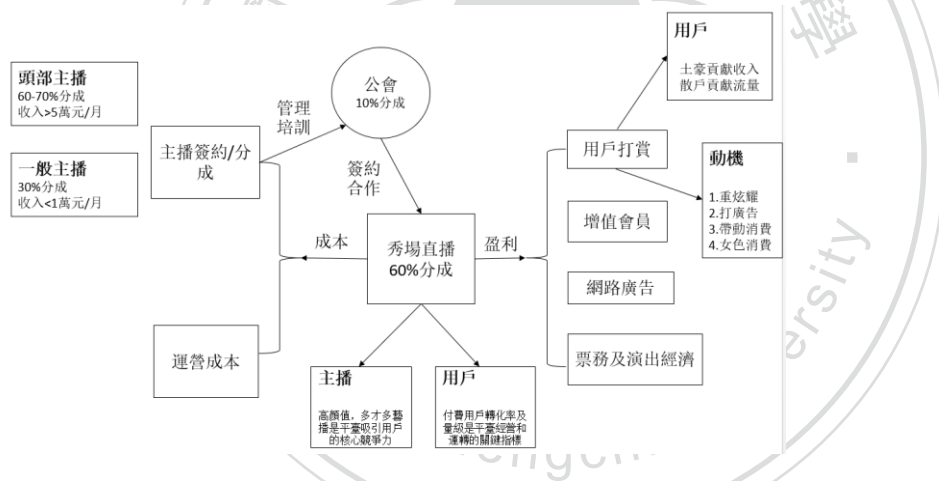 頭部主播
60-70%分成
收入>5萬元/月
一般主播
30%分成
收入<1萬元/月
主播簽約/分
成
管理
培訓
公會
10%分成
簽約
合作
成本
秀場直播
60%分成
盈利
運營成本
主播
高顏值，多才多藝
播是平臺吸引用戶
的核心競爭力
用戶
付費用戶轉化率及
量級是平臺經營和
運轉的關鍵指標
用戶打賞
增值會員
網路廣告
票務及演出經濟
用戶
土豪貢獻收入
散戶貢獻流量
動機
1.重炫耀
2.打廣告
3.帶動消費
4.女色消費
學
ersity